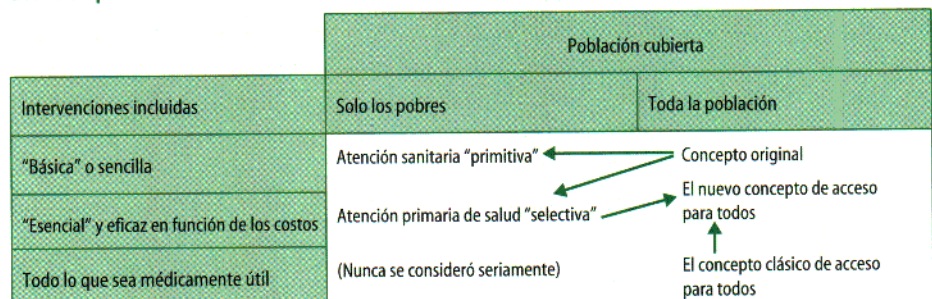 Población cubierta
Intervenciones incluidas
Solo los pobres
Toda la población
"Básica" o sencilla
Atención sanitaria "primitiva"
Concepto original
"Esencial" y eficaz en función de los costos
Atención primaria de salud "selectiva"
El nuevo concepto de acceso
para todos
Todo lo que sea médicamente útil
(Nunca se consideró seriamente)
El concepto clásico de acceso
para todos